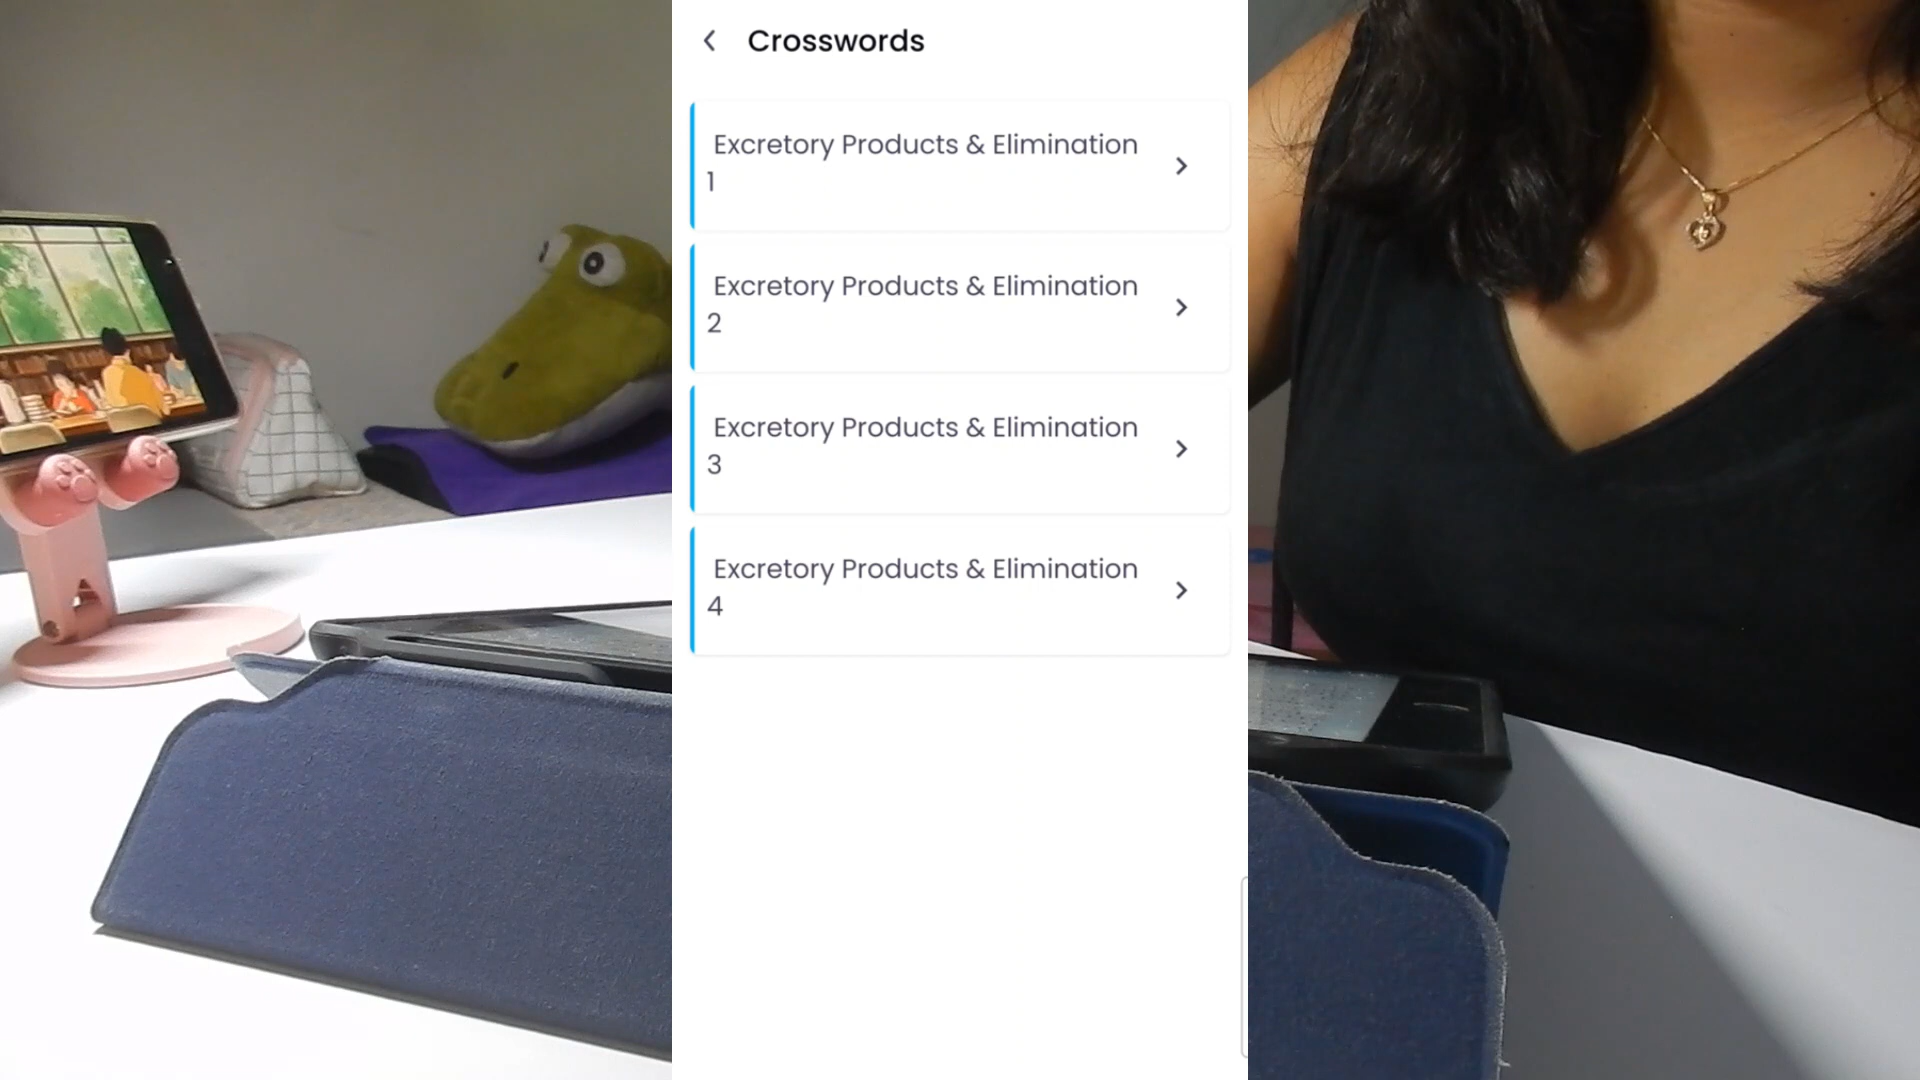 Crosswords
Excretory Products & Elimination
1
Excretory Products & Elimination
2
Excretory Products & Elimination
3
Excretory Products & Elimination
4